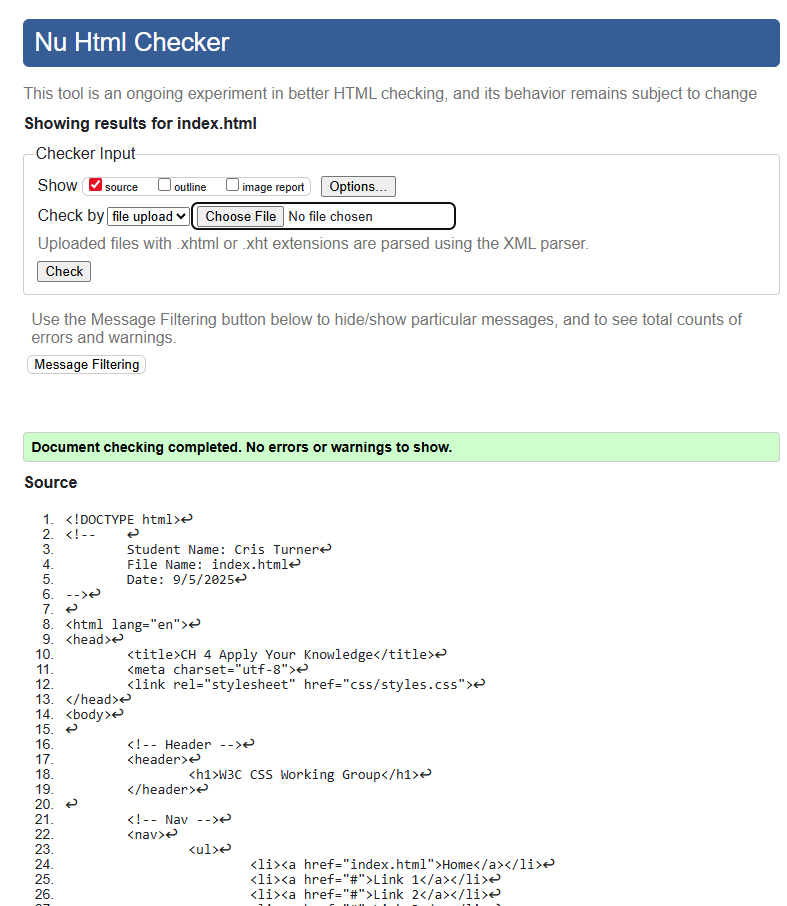 Nu Html Checker
This tool is an ongoing experiment in better HTML checking, and its behavior remains subject to change
Showing results for index.html
Checker Input
Show source outline image report Options...
Check by file upload Choose File No file chosen
Uploaded files with .xhtml or .xht extensions are parsed using the XML parser.
Check
Use the Message Filtering button below to hide/show particular messages, and to see total counts of
errors and warnings.
Message Filtering
Document checking completed. No errors or warnings to show.
Source
1. <!DOCTYPE html>↩
2. <!--    ↩
3.         Student Name: Cris Turner↩
4.         File Name: index.html↩
5.         Date: 9/5/2025↩
6. -->↩
7. ↩
8. <html lang="en">↩
9. <head>↩
10.         <title>CH 4 Apply Your Knowledge</title>↩
11.         <meta charset="utf-8">↩
12.         <link rel="stylesheet" href="css/styles.css">↩
13. </head>↩
14. <body>↩
15. ↩
16.         <!-- Header -->↩
17.         <header>↩
18.                 <h1>W3C CSS Working Group</h1>↩
19.         </header>↩
20. ↩
21.         <!-- Nav -->↩
22.         <nav>↩
23.                 <ul>↩
24.                         <li><a href="index.html">Home</a></li>↩
25.                         <li><a href="#">Link 1</a></li>↩
26.                         <li><a href="#">Link 2</a></li>↩